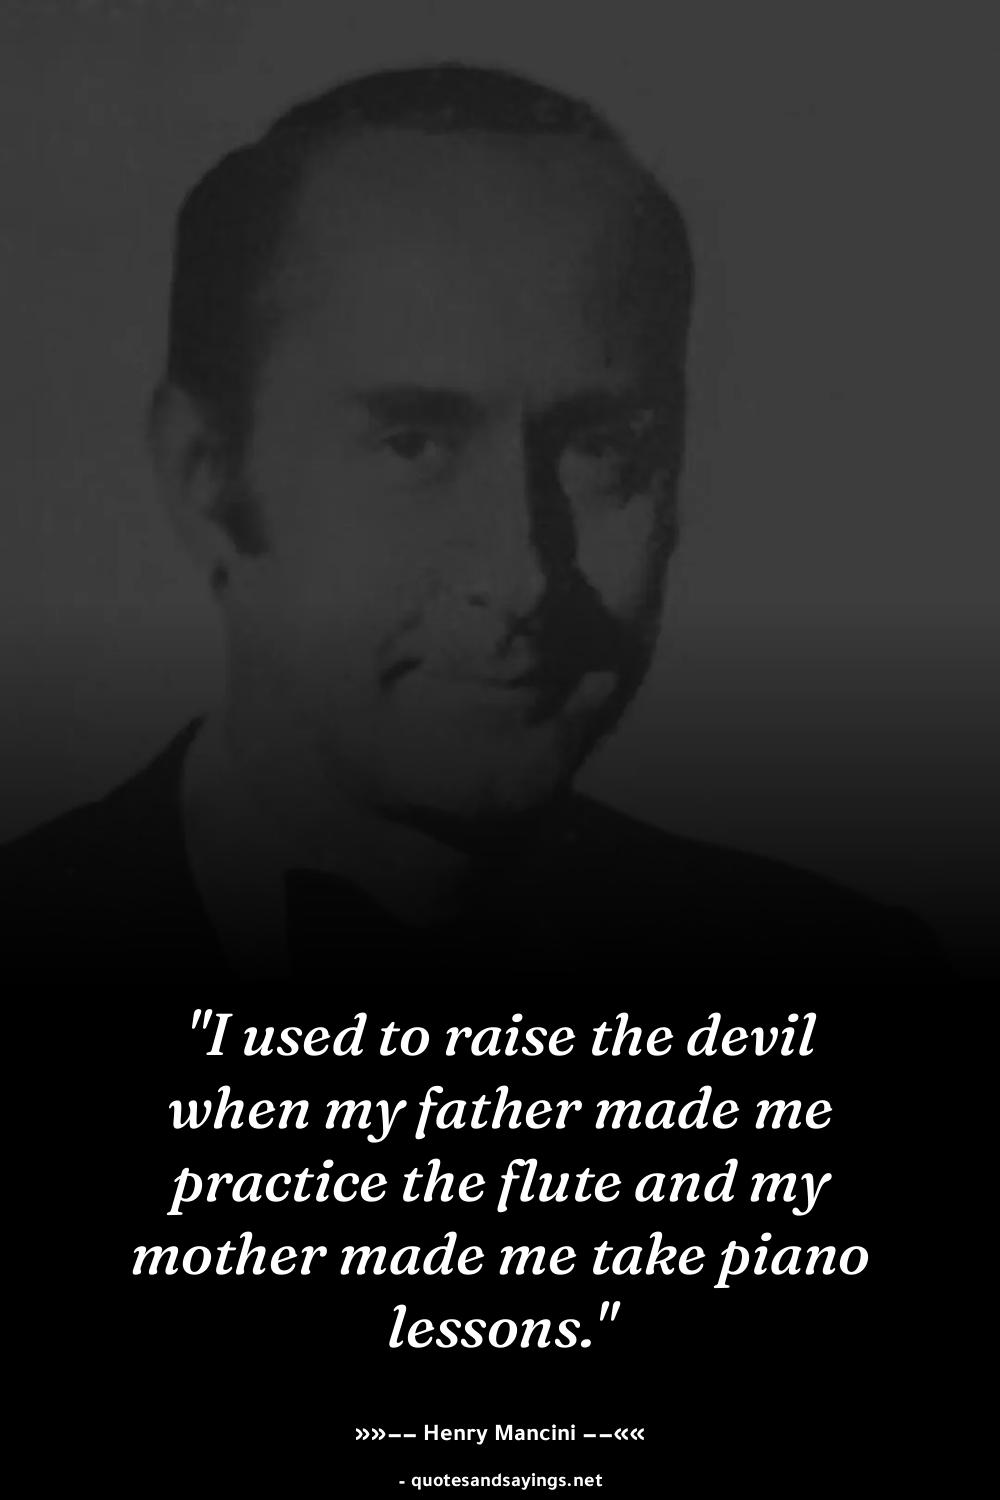 "I used to raise the devil
when my father made me
practice the flute and my
mother made me take piano
lessons."
»»−− Henry Mancini −−««
- quotesandsayings.net